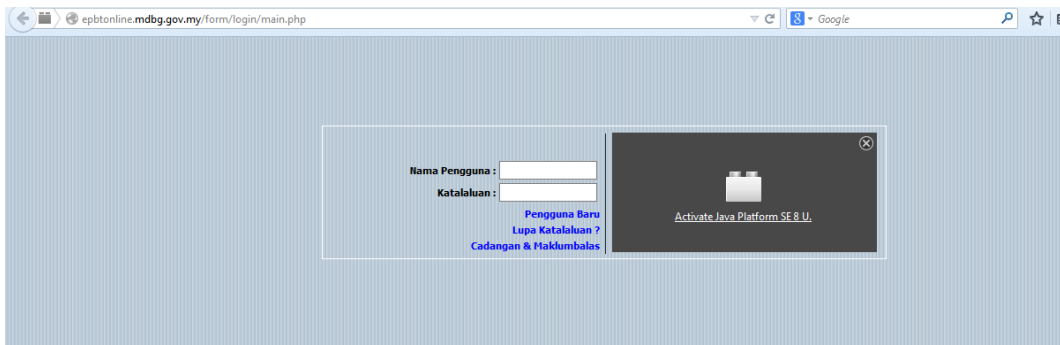 epbtonline.mdbg.gov.my/form/login/main.php
Google
Nama Pengguna :
Katalaluan :
Pengguna Baru
Lupa Katalaluan ?
Cadangan & Maklumbalas
Activate Java Platform SE 8 U.